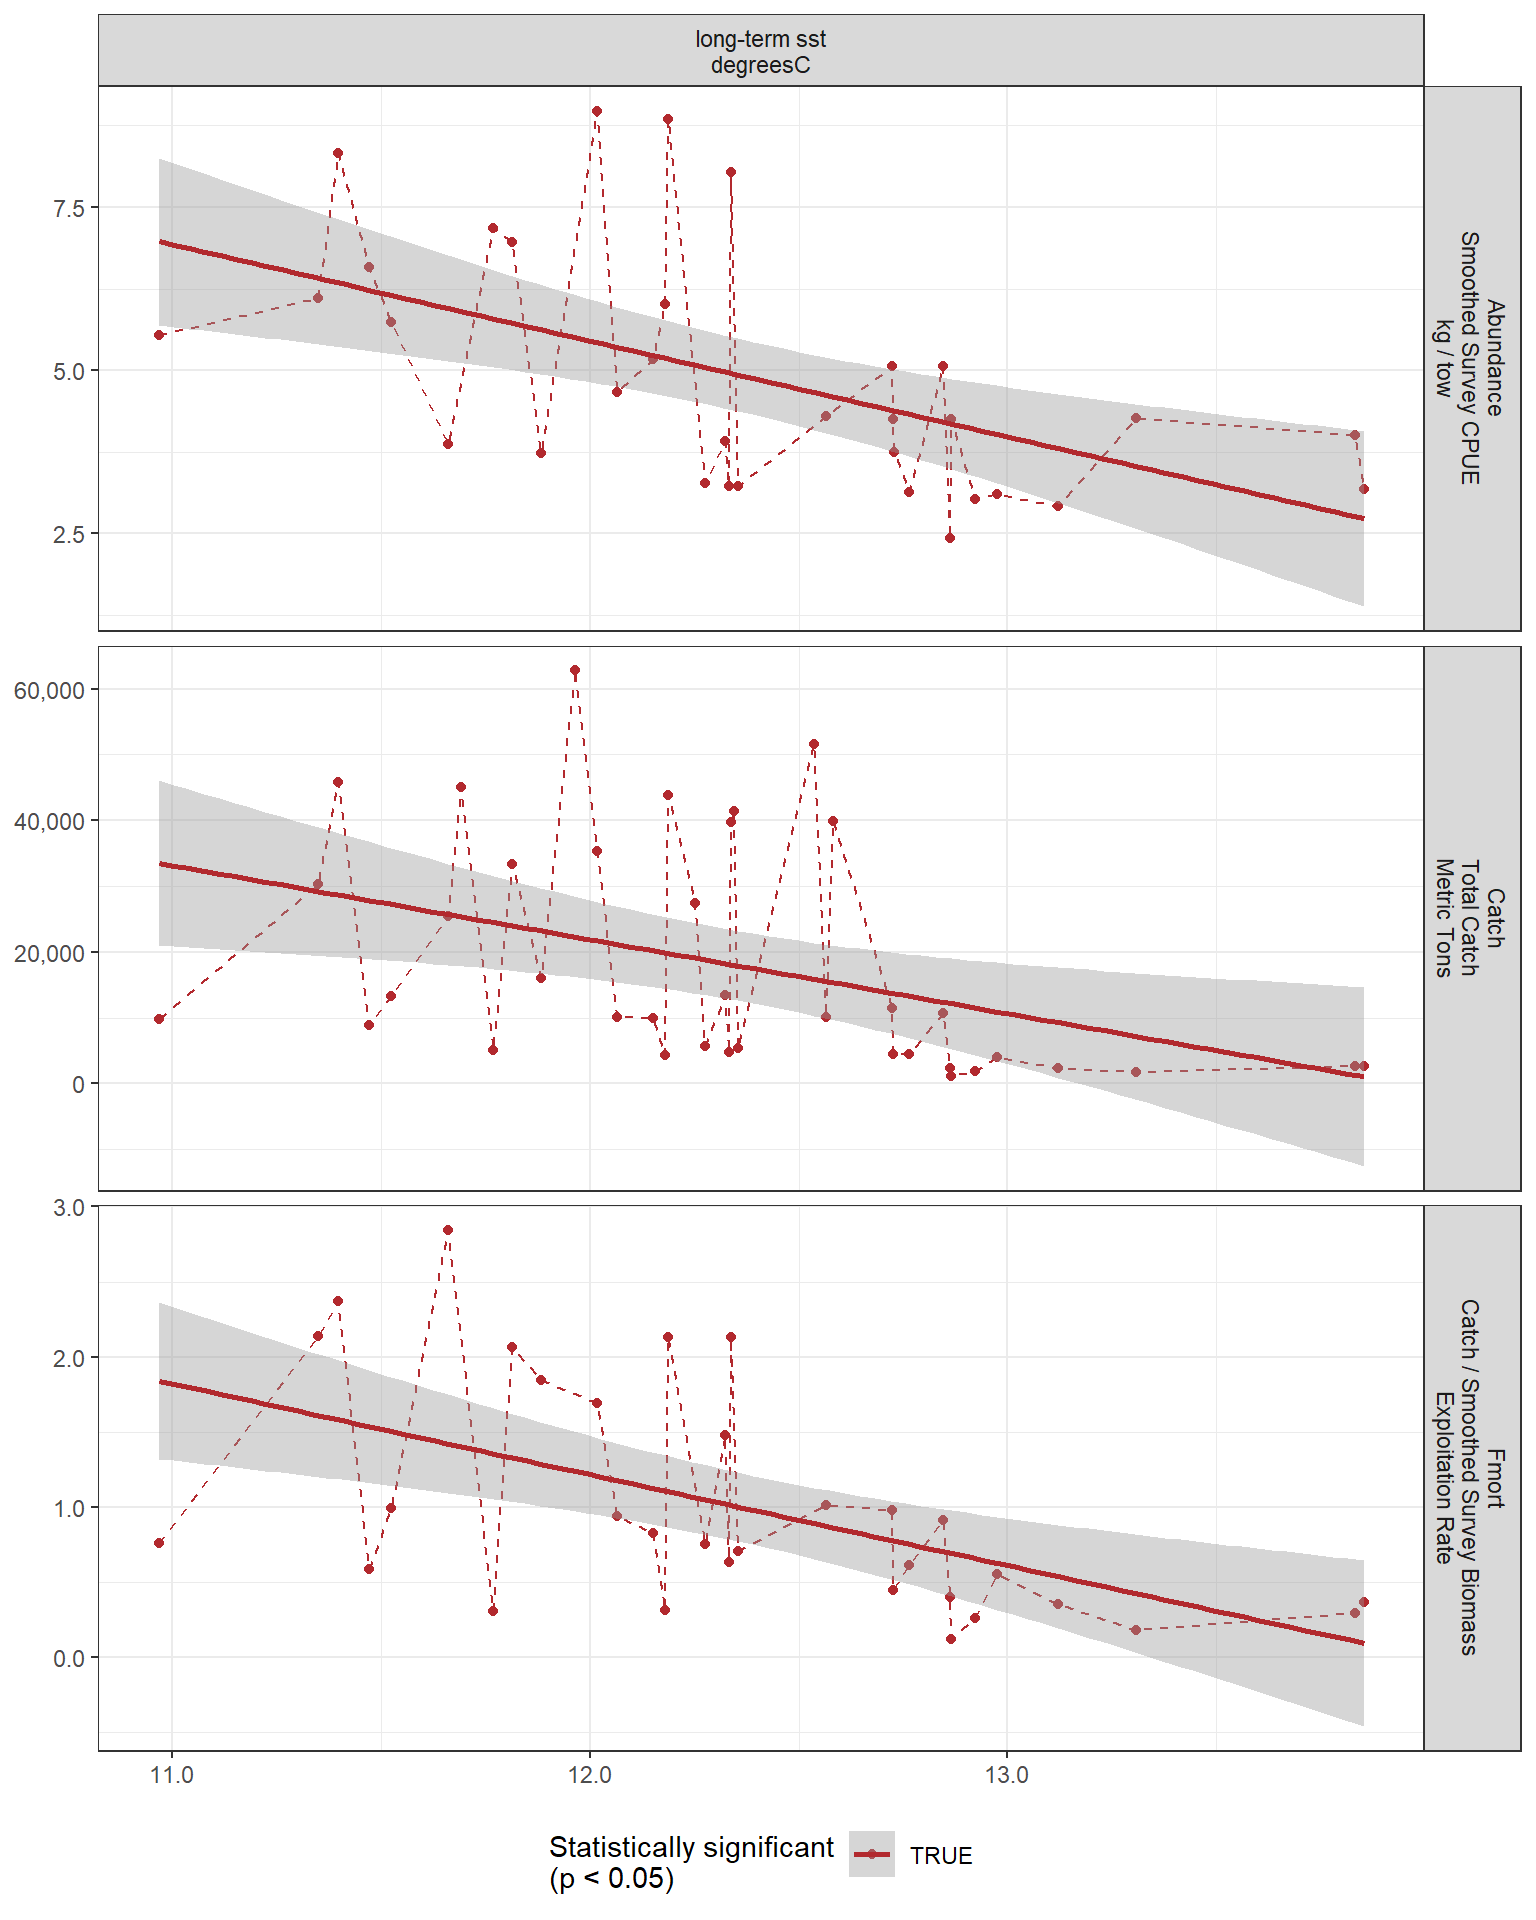 long-term sst
degreesC
7.5
5.0
2.5
Abundance
Smoothed Survey CPUE
kg / tow
60,000
40,000
20,000
0
Catch
Total Catch
Metric Tons
3.0
2.0
1.0
0.0
Fmort
Catch / Smoothed Survey Biomass
Exploitation Rate
11.0
12.0
13.0
Statistically significant
(p < 0.05)
TRUE